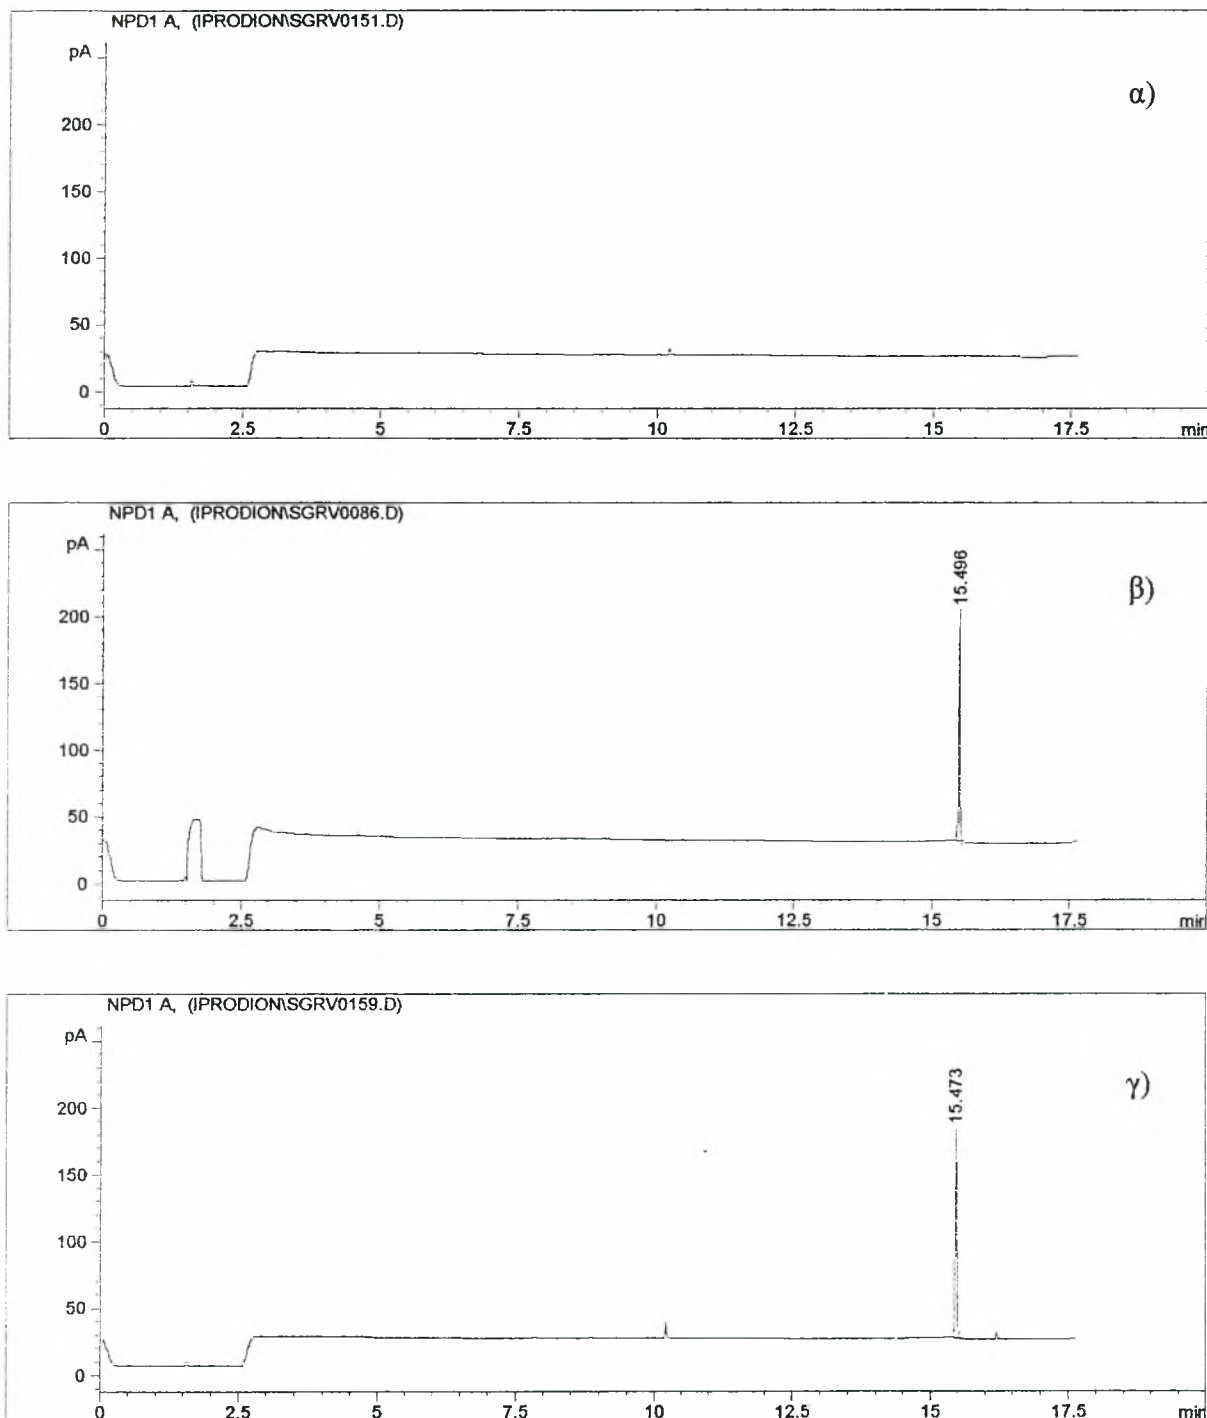 NPD1 A, (IPRODION\SGRV0151.D)
pA
α)
200
150
100
50
0
0 2.5 5 7.5 10 12.5 15 17.5 min
NPD1 A, (IPRODION\SGRV0086.D)
pA
15.496
β)
200
150
100
50
0
0 2.5 5 7.5 10 12.5 15 17.5 min
NPD1 A, (IPRODION\SGRV0159.D)
pA
15.473
γ)
200
150
100
50
0
0 2.5 5 7.5 10 12.5 15 17.5 min